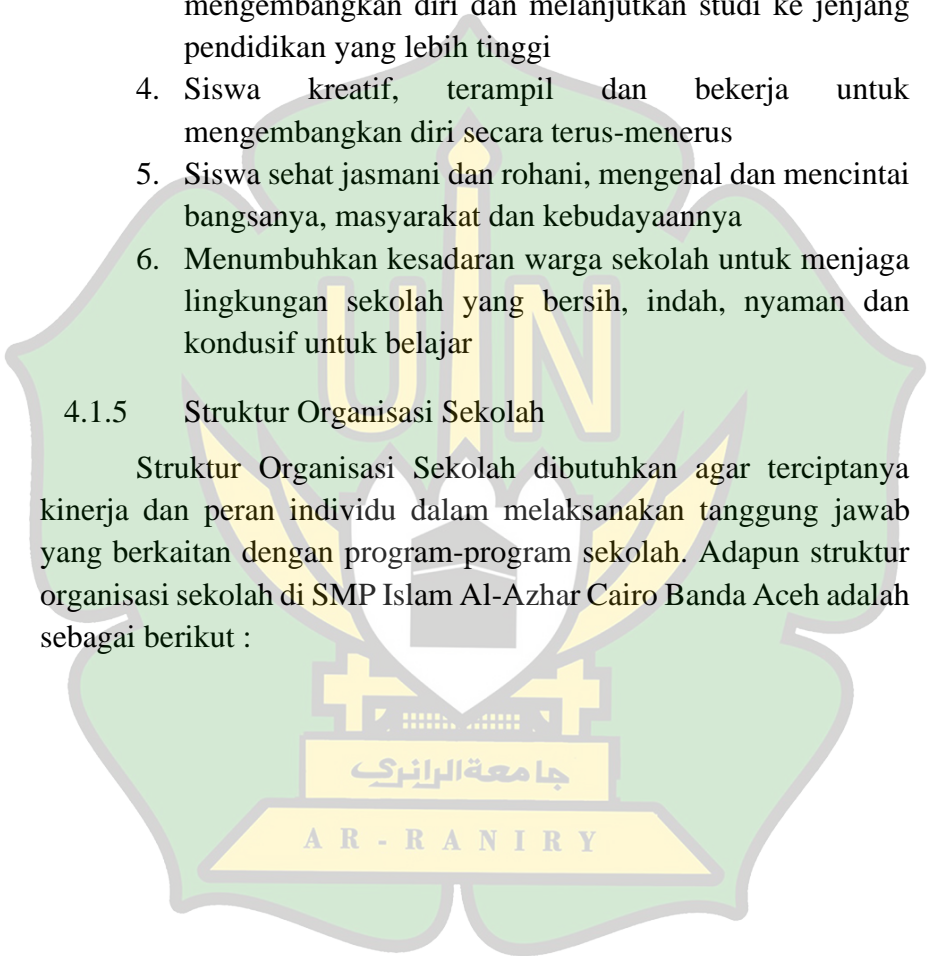 mengembangkan diri dan melanjutkan studi ke jenjang
pendidikan yang lebih tinggi
4. Siswa kreatif, terampil dan bekerja untuk
mengembangkan diri secara terus-menerus
5. Siswa sehat jasmani dan rohani, mengenal dan mencintai
bangsanya, masyarakat dan kebudayaannya
6. Menumbuhkan kesadaran warga sekolah untuk menjaga
lingkungan sekolah yang bersih, indah, nyaman dan
kondusif untuk belajar
UIN
4.1.5 Struktur Organisasi Sekolah
Struktur Organisasi Sekolah dibutuhkan agar terciptanya
kinerja dan peran individu dalam melaksanakan tanggung jawab
yang berkaitan dengan program-program sekolah. Adapun struktur
organisasi sekolah di SMP Islam Al-Azhar Cairo Banda Aceh adalah
sebagai berikut :
جامعةالرانري
AR-RANIRY